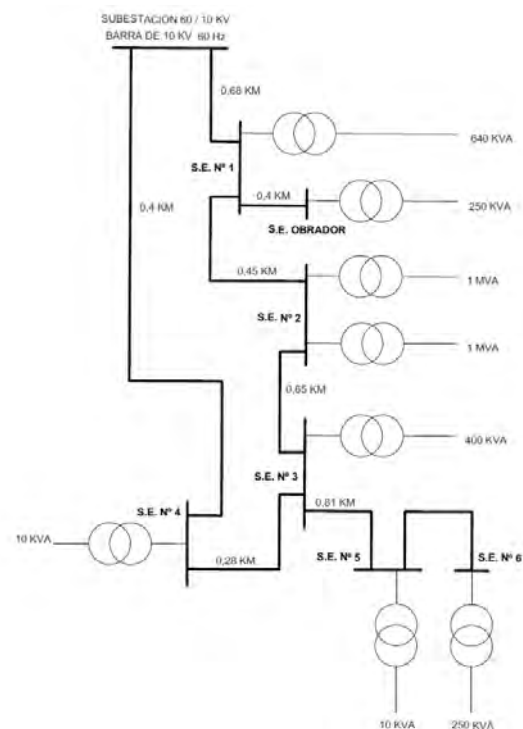 SUBESTACION 60 / 10 KV
BARRA DE 10 KV 60 Hz
0,68 KM
640 KVA
S.E. Nº 1
0,4 KM
250 KVA
S.E. OBRADOR
0,4 KM
0,45 KM
1 MVA
S.E. Nº 2
1 MVA
0,65 KM
400 KVA
S.E. Nº 3
0,81 KM
S.E. Nº 4
10 KVA
0,28 KM
S.E. Nº 5
S.E. Nº 6
10 KVA
250 KVA